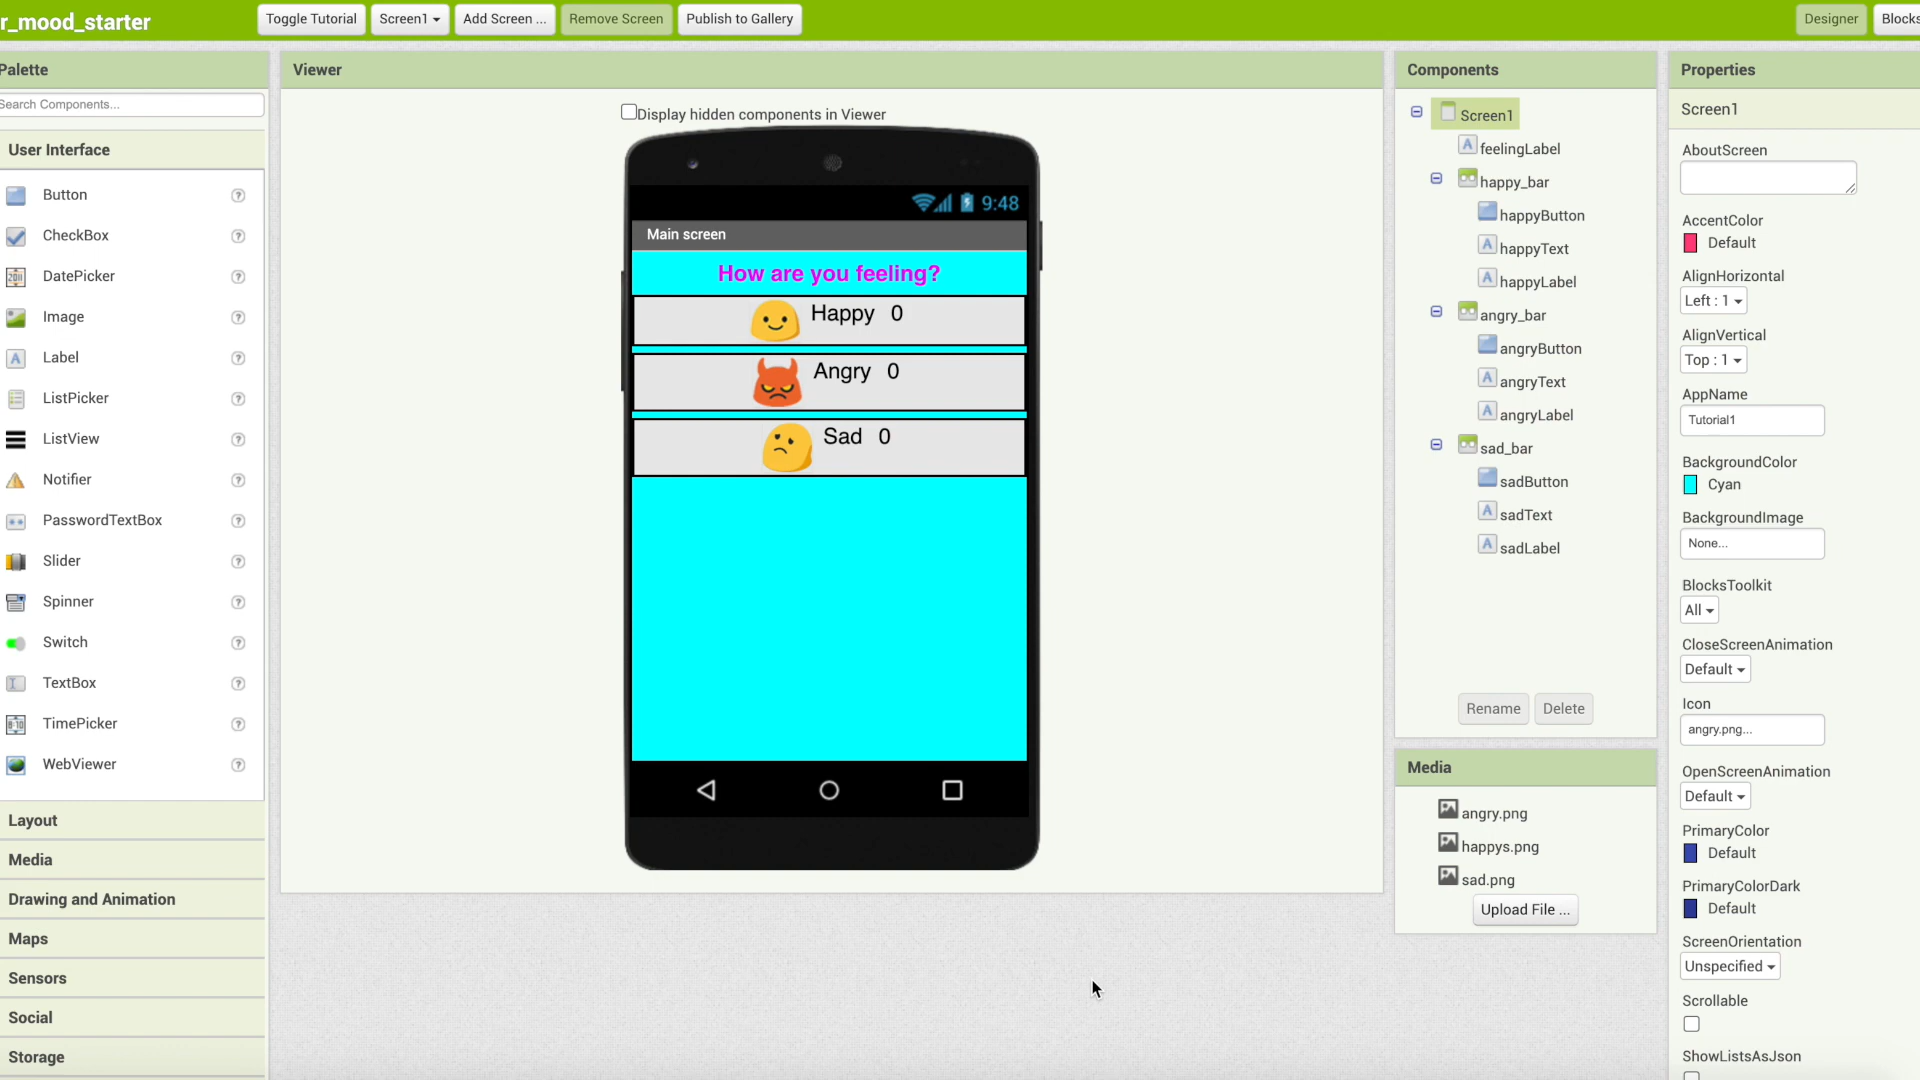 r_mood_starter
Toggle Tutorial
Screen1
Add Screen ...
Remove Screen
Publish to Gallery
Designer
Blocks
Palette
Search Components...
User Interface
Button
CheckBox
DatePicker
Image
Label
ListPicker
ListView
Notifier
PasswordTextBox
Slider
Spinner
Switch
TextBox
TimePicker
WebViewer
Layout
Media
Drawing and Animation
Maps
Sensors
Social
Storage
Viewer
Display hidden components in Viewer
9:48
Main screen
How are you feeling?
Happy 0
Angry 0
Sad 0
Components
Screen1
feelingLabel
happy_bar
happyButton
happyText
happyLabel
angry_bar
angryButton
angryText
angryLabel
sad_bar
sadButton
sadText
sadLabel
Rename
Delete
Media
angry.png
happys.png
sad.png
Upload File ...
Properties
Screen1
AboutScreen
AccentColor
Default
AlignHorizontal
Left : 1
AlignVertical
Top : 1
AppName
Tutorial1
BackgroundColor
Cyan
BackgroundImage
None...
BlocksToolkit
All
CloseScreenAnimation
Default
Icon
angry.png...
OpenScreenAnimation
Default
PrimaryColor
Default
PrimaryColorDark
Default
ScreenOrientation
Unspecified
Scrollable
ShowListsAsJson